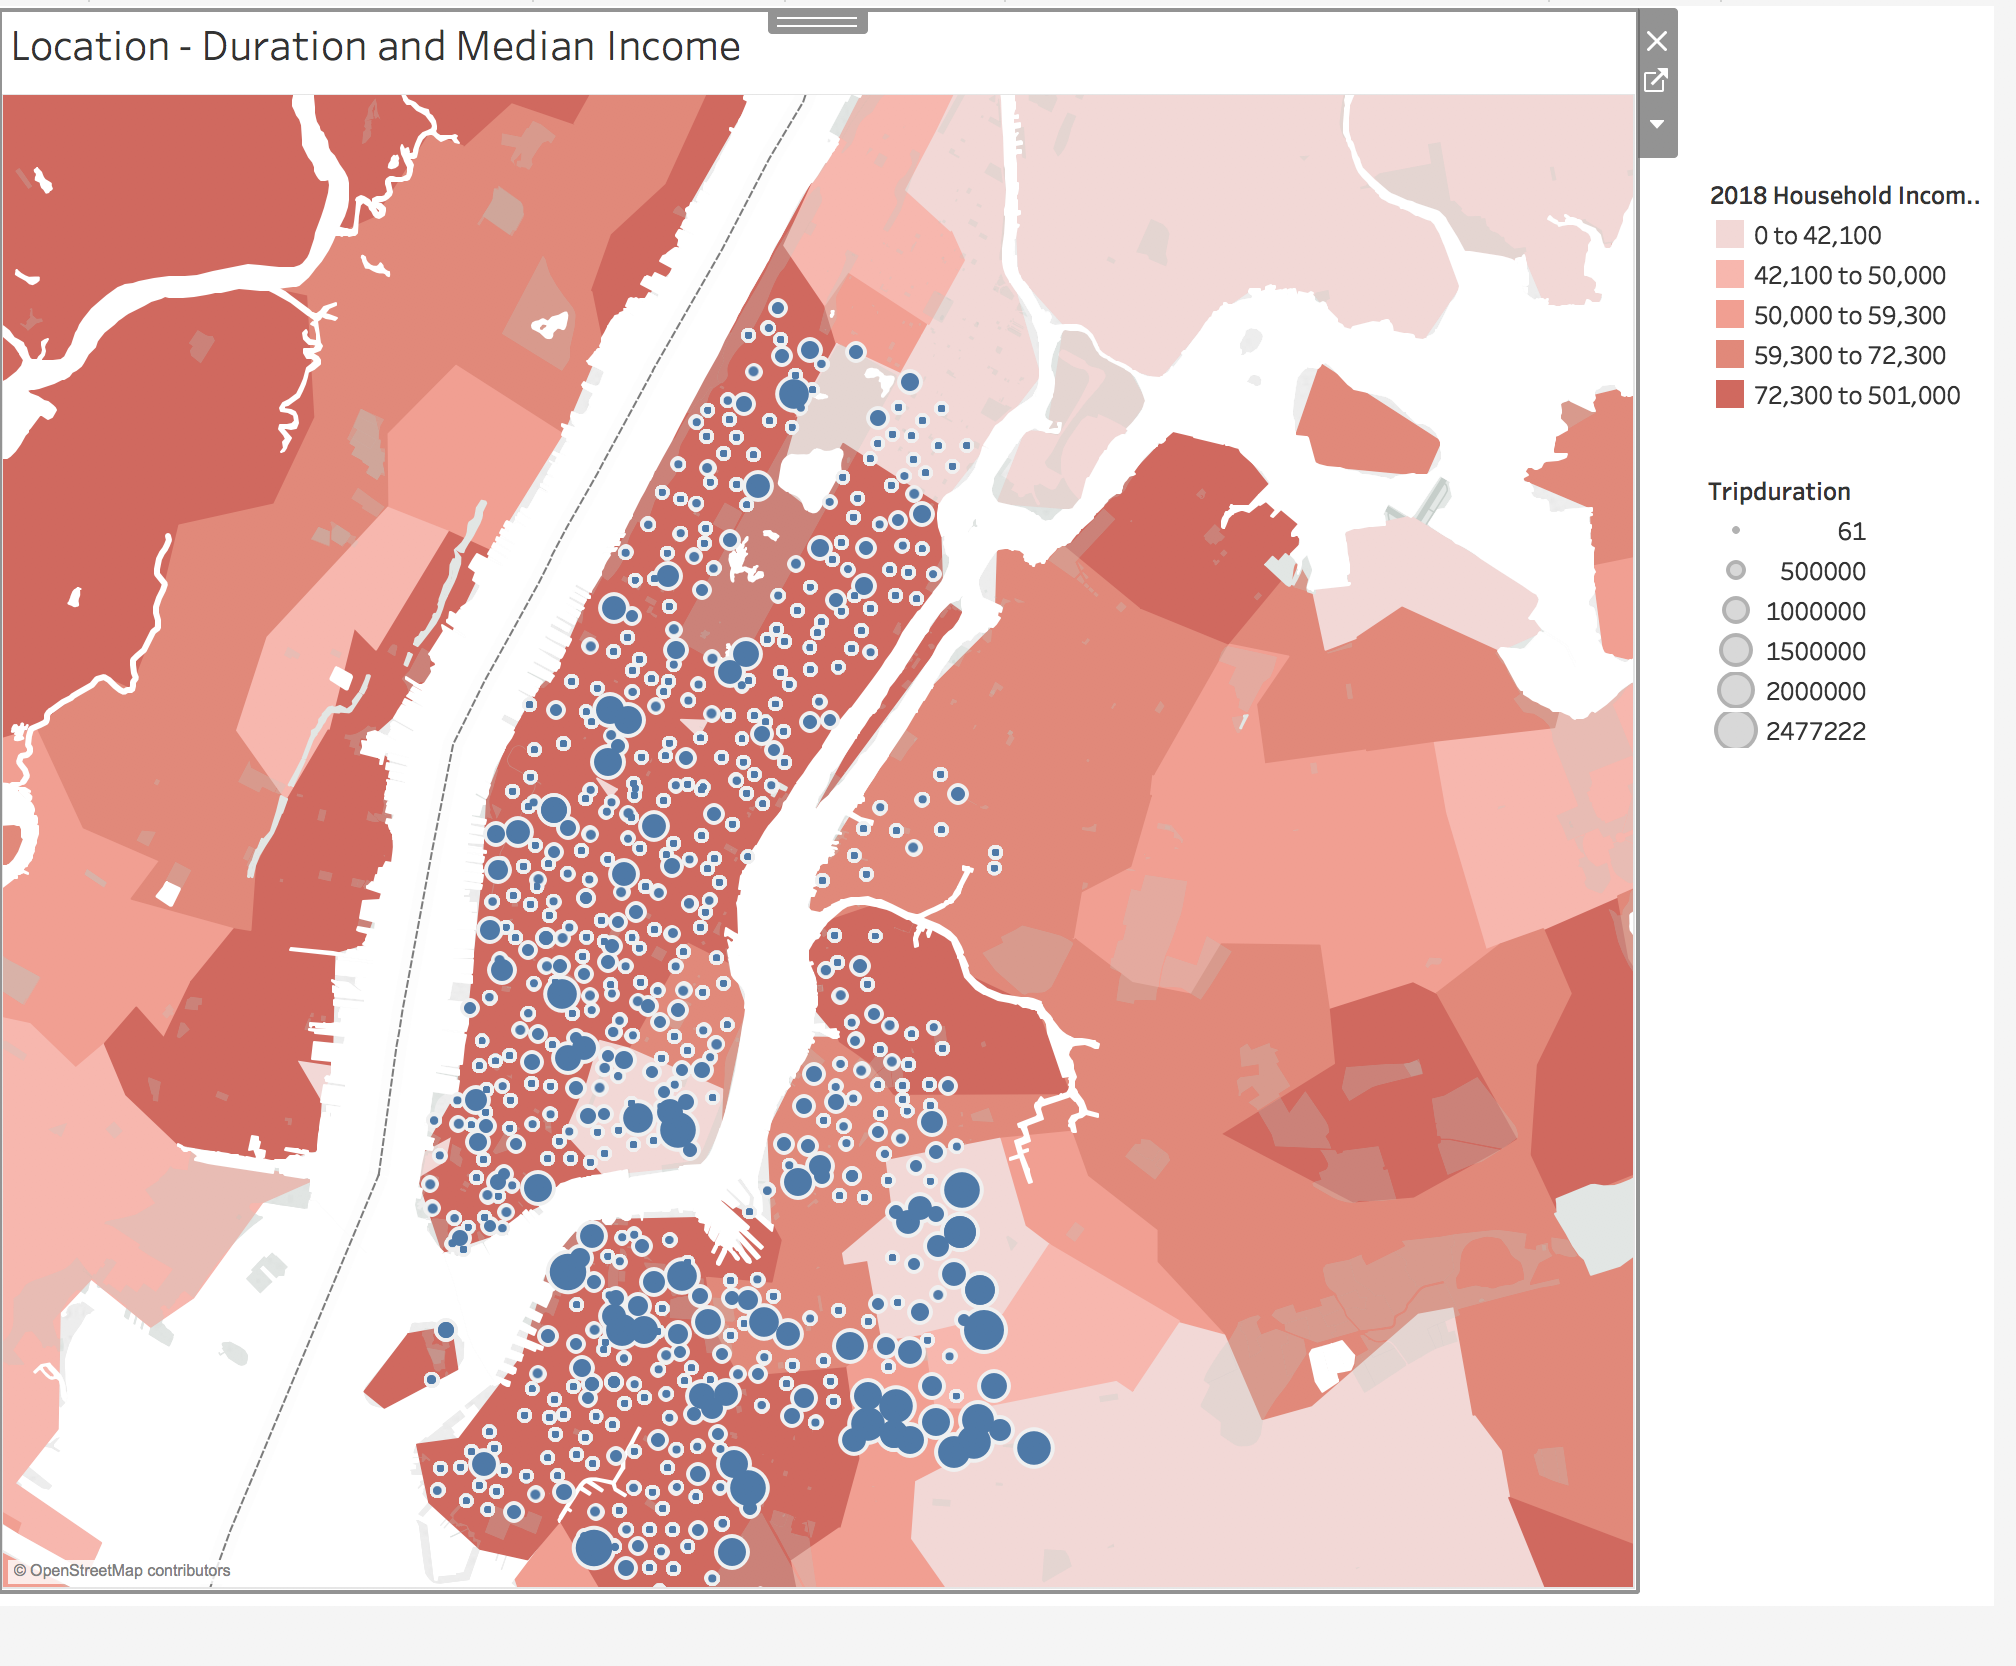 Location - Duration and Median Income
2018 Household Incom..
0 to 42,100
42,100 to 50,000
50,000 to 59,300
59,300 to 72,300
72,300 to 501,000
Tripduration
61
500000
1000000
1500000
2000000
2477222
© OpenStreetMap contributors